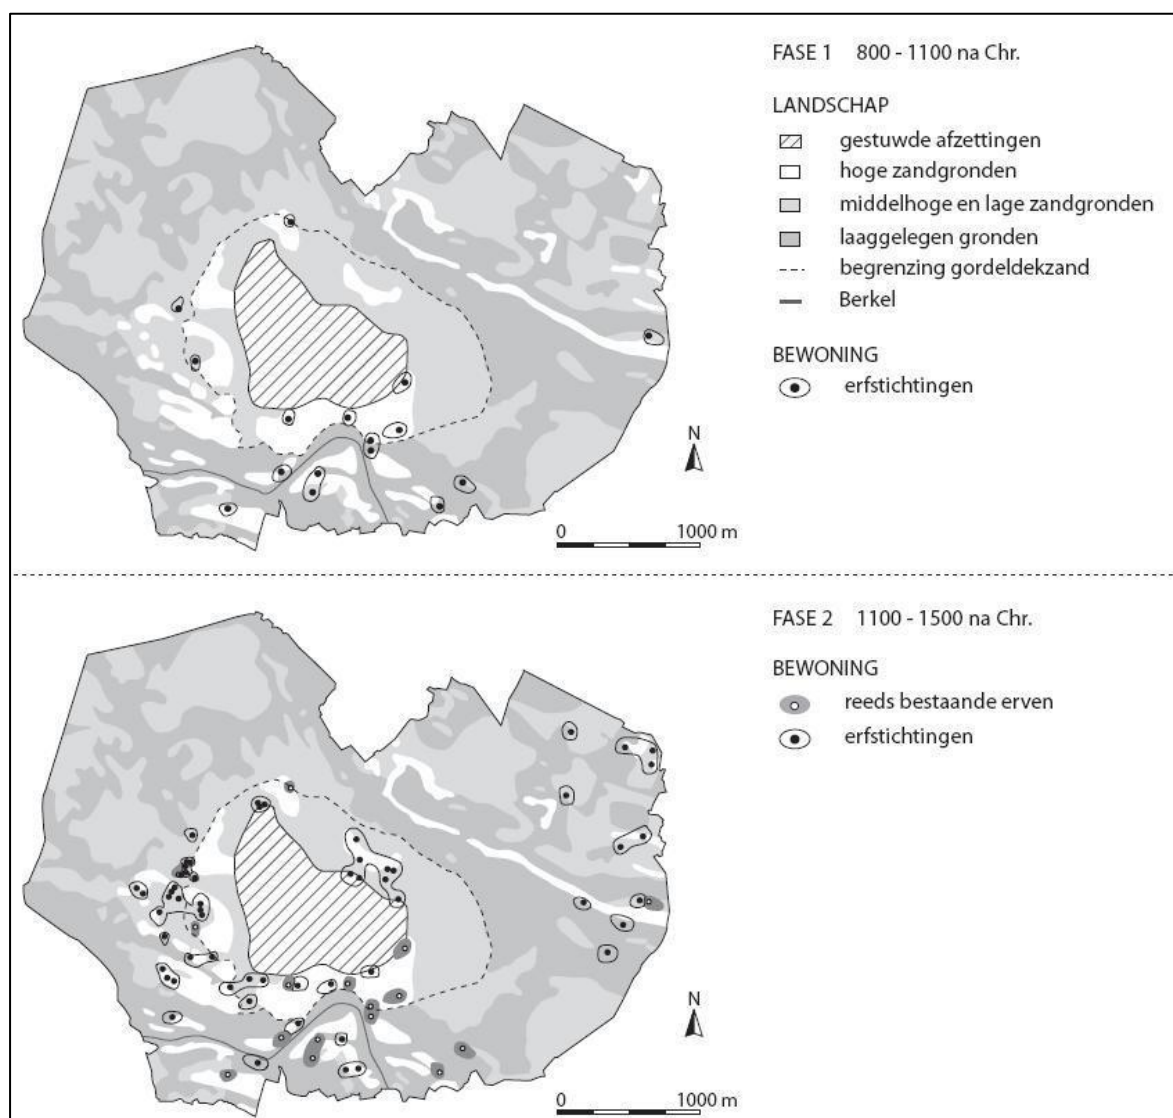 FASE 1 800 - 1100 na Chr.
LANDSCHAP
gestuwde afzettingen
hoge zandgronden
middelhoge en lage zandgronden
laaggelegen gronden
begrenzing gordeldekzand
Berkel
BEWONING
erfstichtingen
N
0 1000 m
FASE 2 1100 - 1500 na Chr.
BEWONING
reeds bestaande erven
erfstichtingen
N
0 1000 m